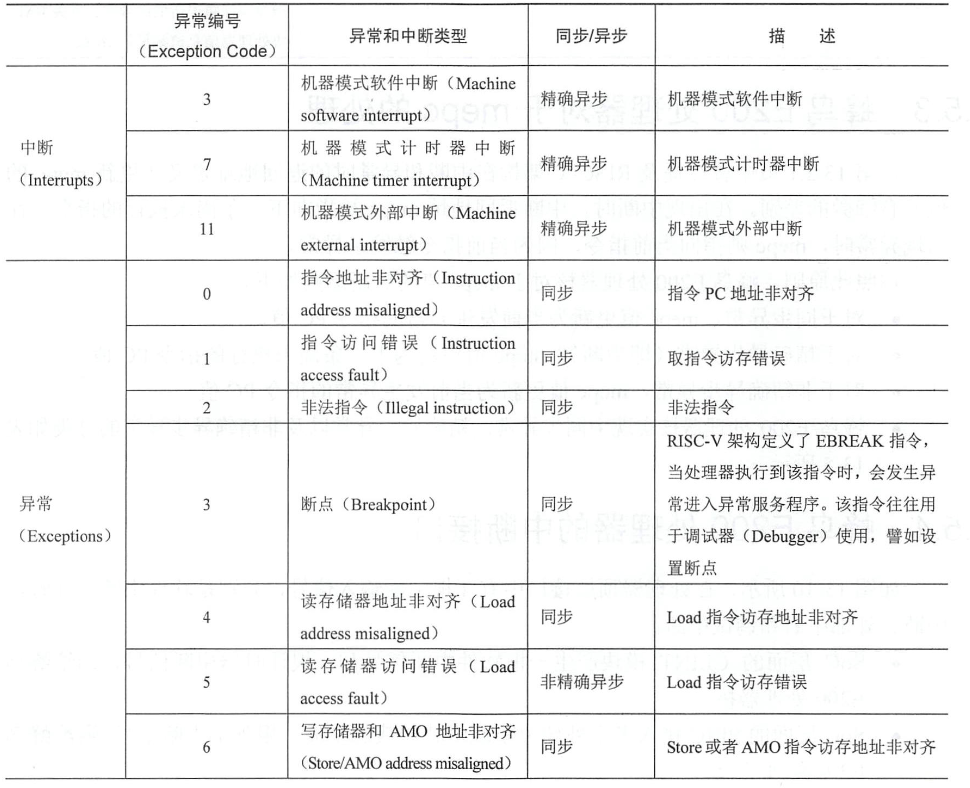 异常编号
(Exception Code)
异常和中断类型
同步/异步
描 述
中断
(Interrupts)
3
机器模式软件中断(Machine
software interrupt)
精确异步
机器模式软件中断
7
机器模式计时器中断
(Machine timer interrupt)
精确异步
机器模式计时器中断
11
机器模式外部中断(Machine
external interrupt)
精确异步
机器模式外部中断
异常
(Exceptions)
0
指令地址非对齐(Instruction
address misaligned)
同步
指令 PC 地址非对齐
1
指令访问错误(Instruction
access fault)
同步
取指令访存错误
2
非法指令(Illegal instruction)
同步
非法指令
3
断点(Breakpoint)
同步
RISC-V 架构定义了 EBREAK 指令,
当处理器执行到该指令时,会发生异
常进入异常服务程序。该指令往往用
于调试器(Debugger)使用,譬如设
置断点
4
读存储器地址非对齐(Load
address misaligned)
同步
Load 指令访存地址非对齐
5
读存储器访问错误(Load
access fault)
非精确异步
Load 指令访存错误
6
写存储器和 AMO 地址非对齐
(Store/AMO address misaligned)
同步
Store 或者 AMO 指令访存地址非对齐